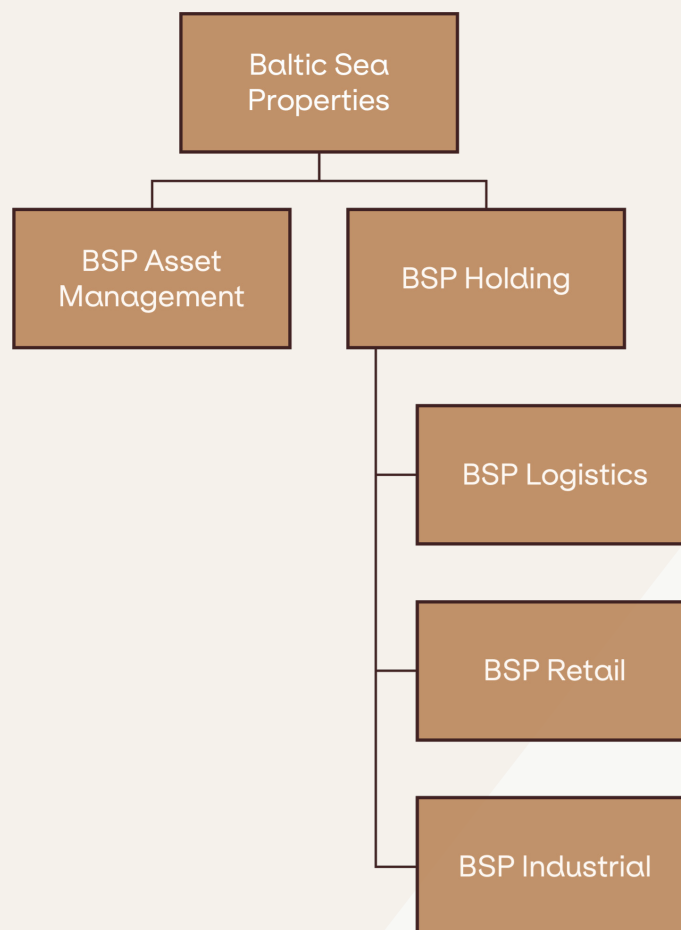 Baltic Sea
Properties
BSP Asset
Management
BSP Holding
BSP Logistics
BSP Retail
BSP Industrial